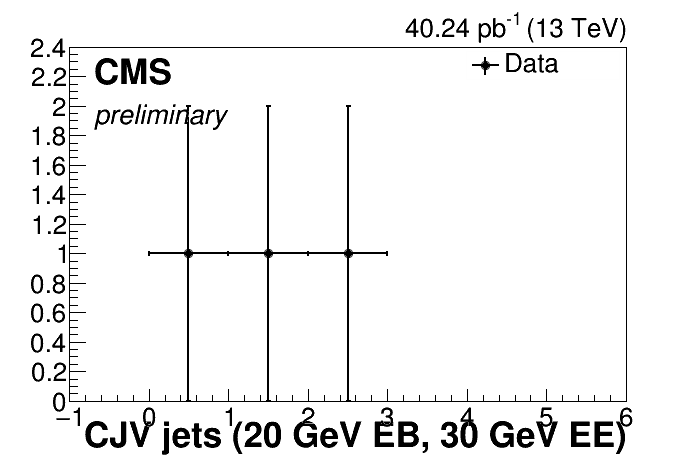 40.24 pb-1 (13 TeV)
CMS
preliminary
Data
2.4
2.2
2
1.8
1.6
1.4
1.2
1
0.8
0.6
0.4
0.2
0
−1 0 1 2 3 4 5 6
CJV jets (20 GeV EB, 30 GeV EE)